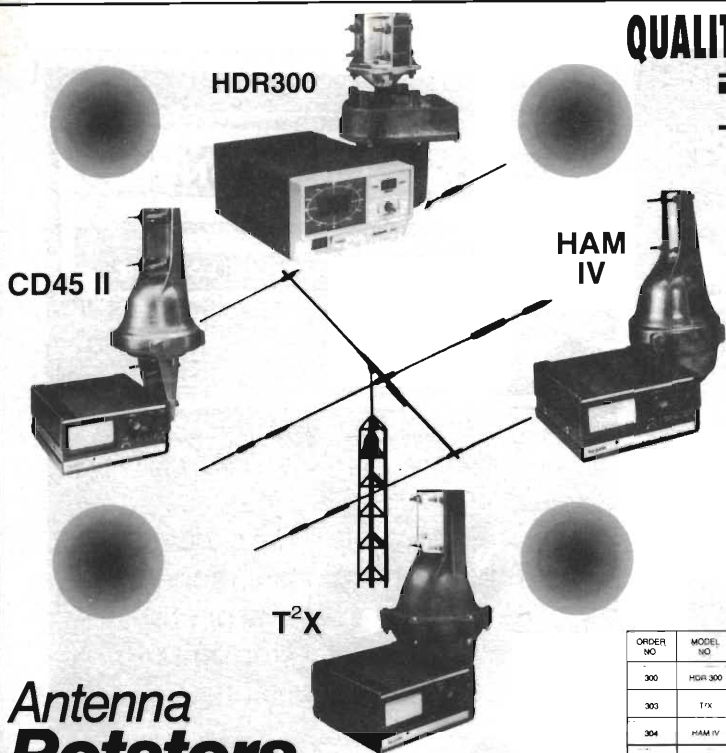 QUALIT
HDR300
HAM
IV
CD45 II
T²X
Antenna
Rotators
ORDER MODEL
NO NO
300 HDR 300
303 T²X
304 HAM IV